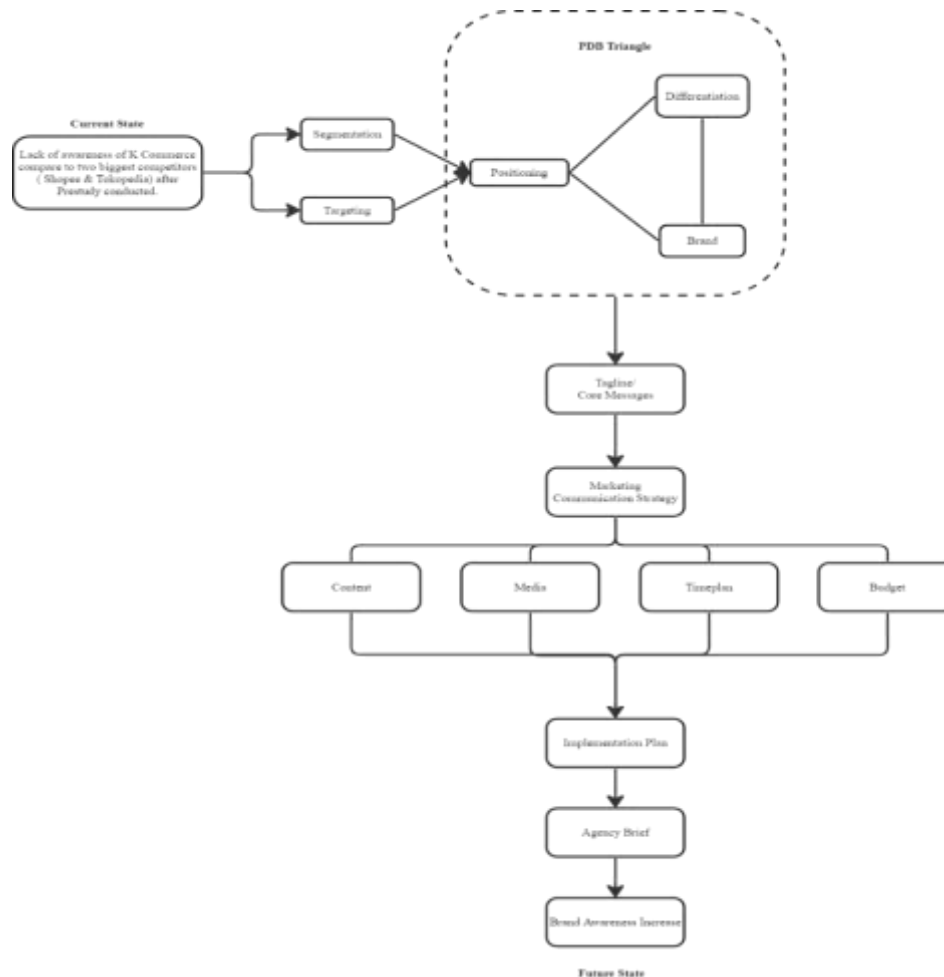 PDB Triangle
Differentiation
Current State
Lack of awareness of K Commerce
compare to two biggest competitors
( Shopee & Tokopedia) after
Prestudy conducted.
Segmentation
Targeting
Positioning
Brand
Tagline/
Core Messages
Marketing
Communication Strategy
Content
Media
Timeplan
Budget
Implementation Plan
Agency Brief
Brand Awareness Increase
Future State